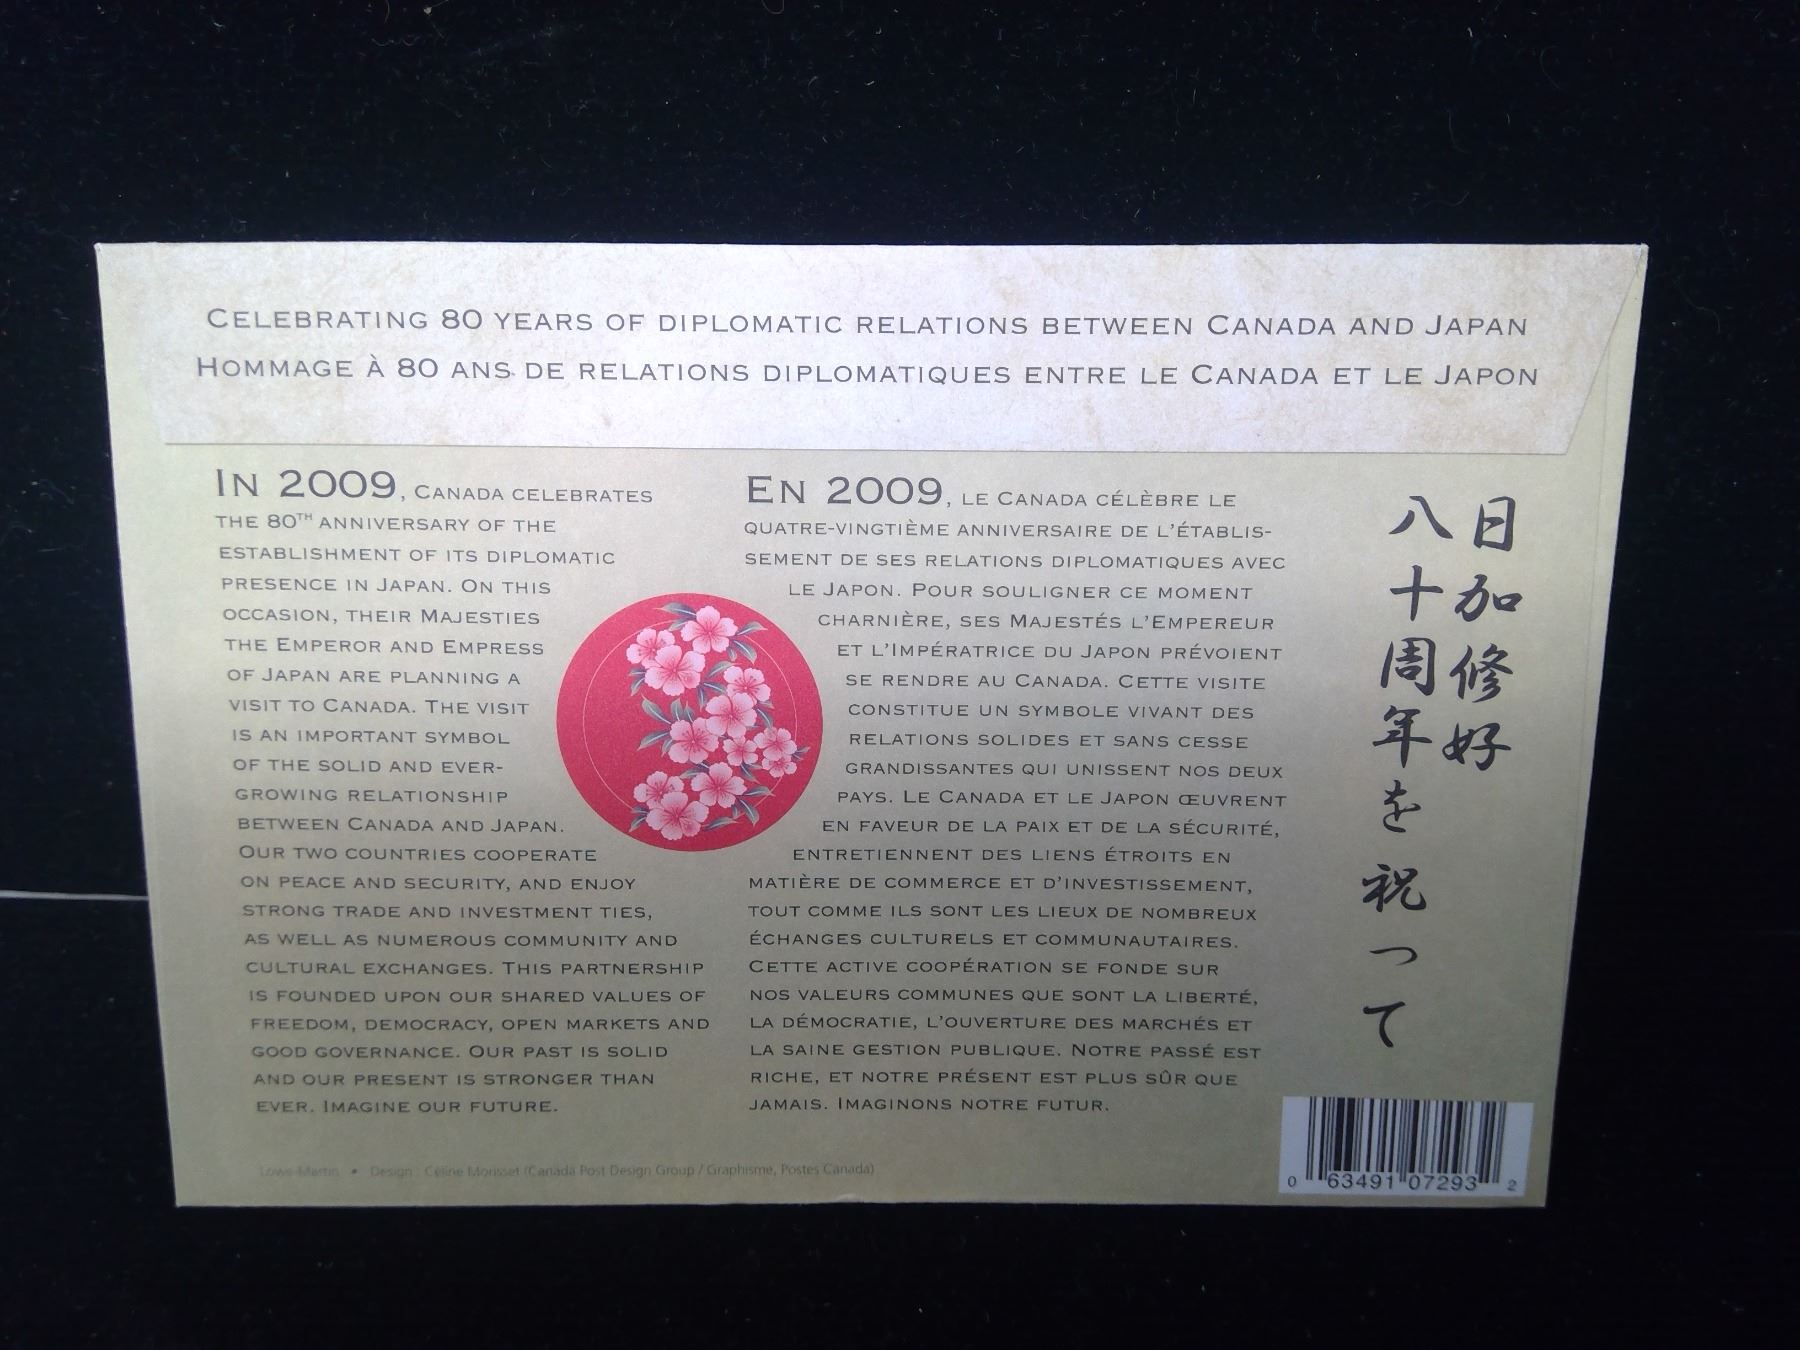 Celebrating 80 years of diplomatic relations between Canada and Japan
Hommage à 80 ans de relations diplomatiques entre le Canada et le Japon
In 2009, Canada celebrates
the 80th anniversary of the
establishment of its diplomatic
presence in Japan. On this
occasion, Their Majesties
the Emperor and Empress
of Japan are planning a
visit to Canada. The visit
is an important symbol
of the solid and ever-
growing relationship
between Canada and Japan.
Our two countries cooperate
on peace and security, and enjoy
strong trade and investment ties,
as well as numerous community and
cultural exchanges. This partnership
is founded upon our shared values of
freedom, democracy, open markets and
good governance. Our past is solid
and our present is stronger than
ever. Imagine our future.
En 2009, le Canada célèbre le
quatre-vingtième anniversaire de l'établis-
sement de ses relations diplomatiques avec
le Japon. Pour souligner ce moment
charnière, Ses Majestés l'Empereur
et l'Impératrice du Japon prévoient
se rendre au Canada. Cette visite
constitue un symbole vivant des
relations solides et sans cesse
grandissantes qui unissent nos deux
pays. Le Canada et le Japon œuvrent
en faveur de la paix et de la sécurité,
entretiennent des liens étroits en
matière de commerce et d'investissement,
tout comme ils sont les lieux de nombreux
échanges culturels et communautaires.
Cette active coopération se fonde sur
nos valeurs communes que sont la liberté,
la démocratie, l'ouverture des marchés et
la saine gestion publique. Notre passé est
riche, et notre présent est plus sûr que
jamais. Imaginons notre futur.
日加修好
八十周年を祝って
Lowe-Martin • Design : Céline Morisset (Canada Post Design Group / Graphisme, Postes Canada)
0 63491 07293 2